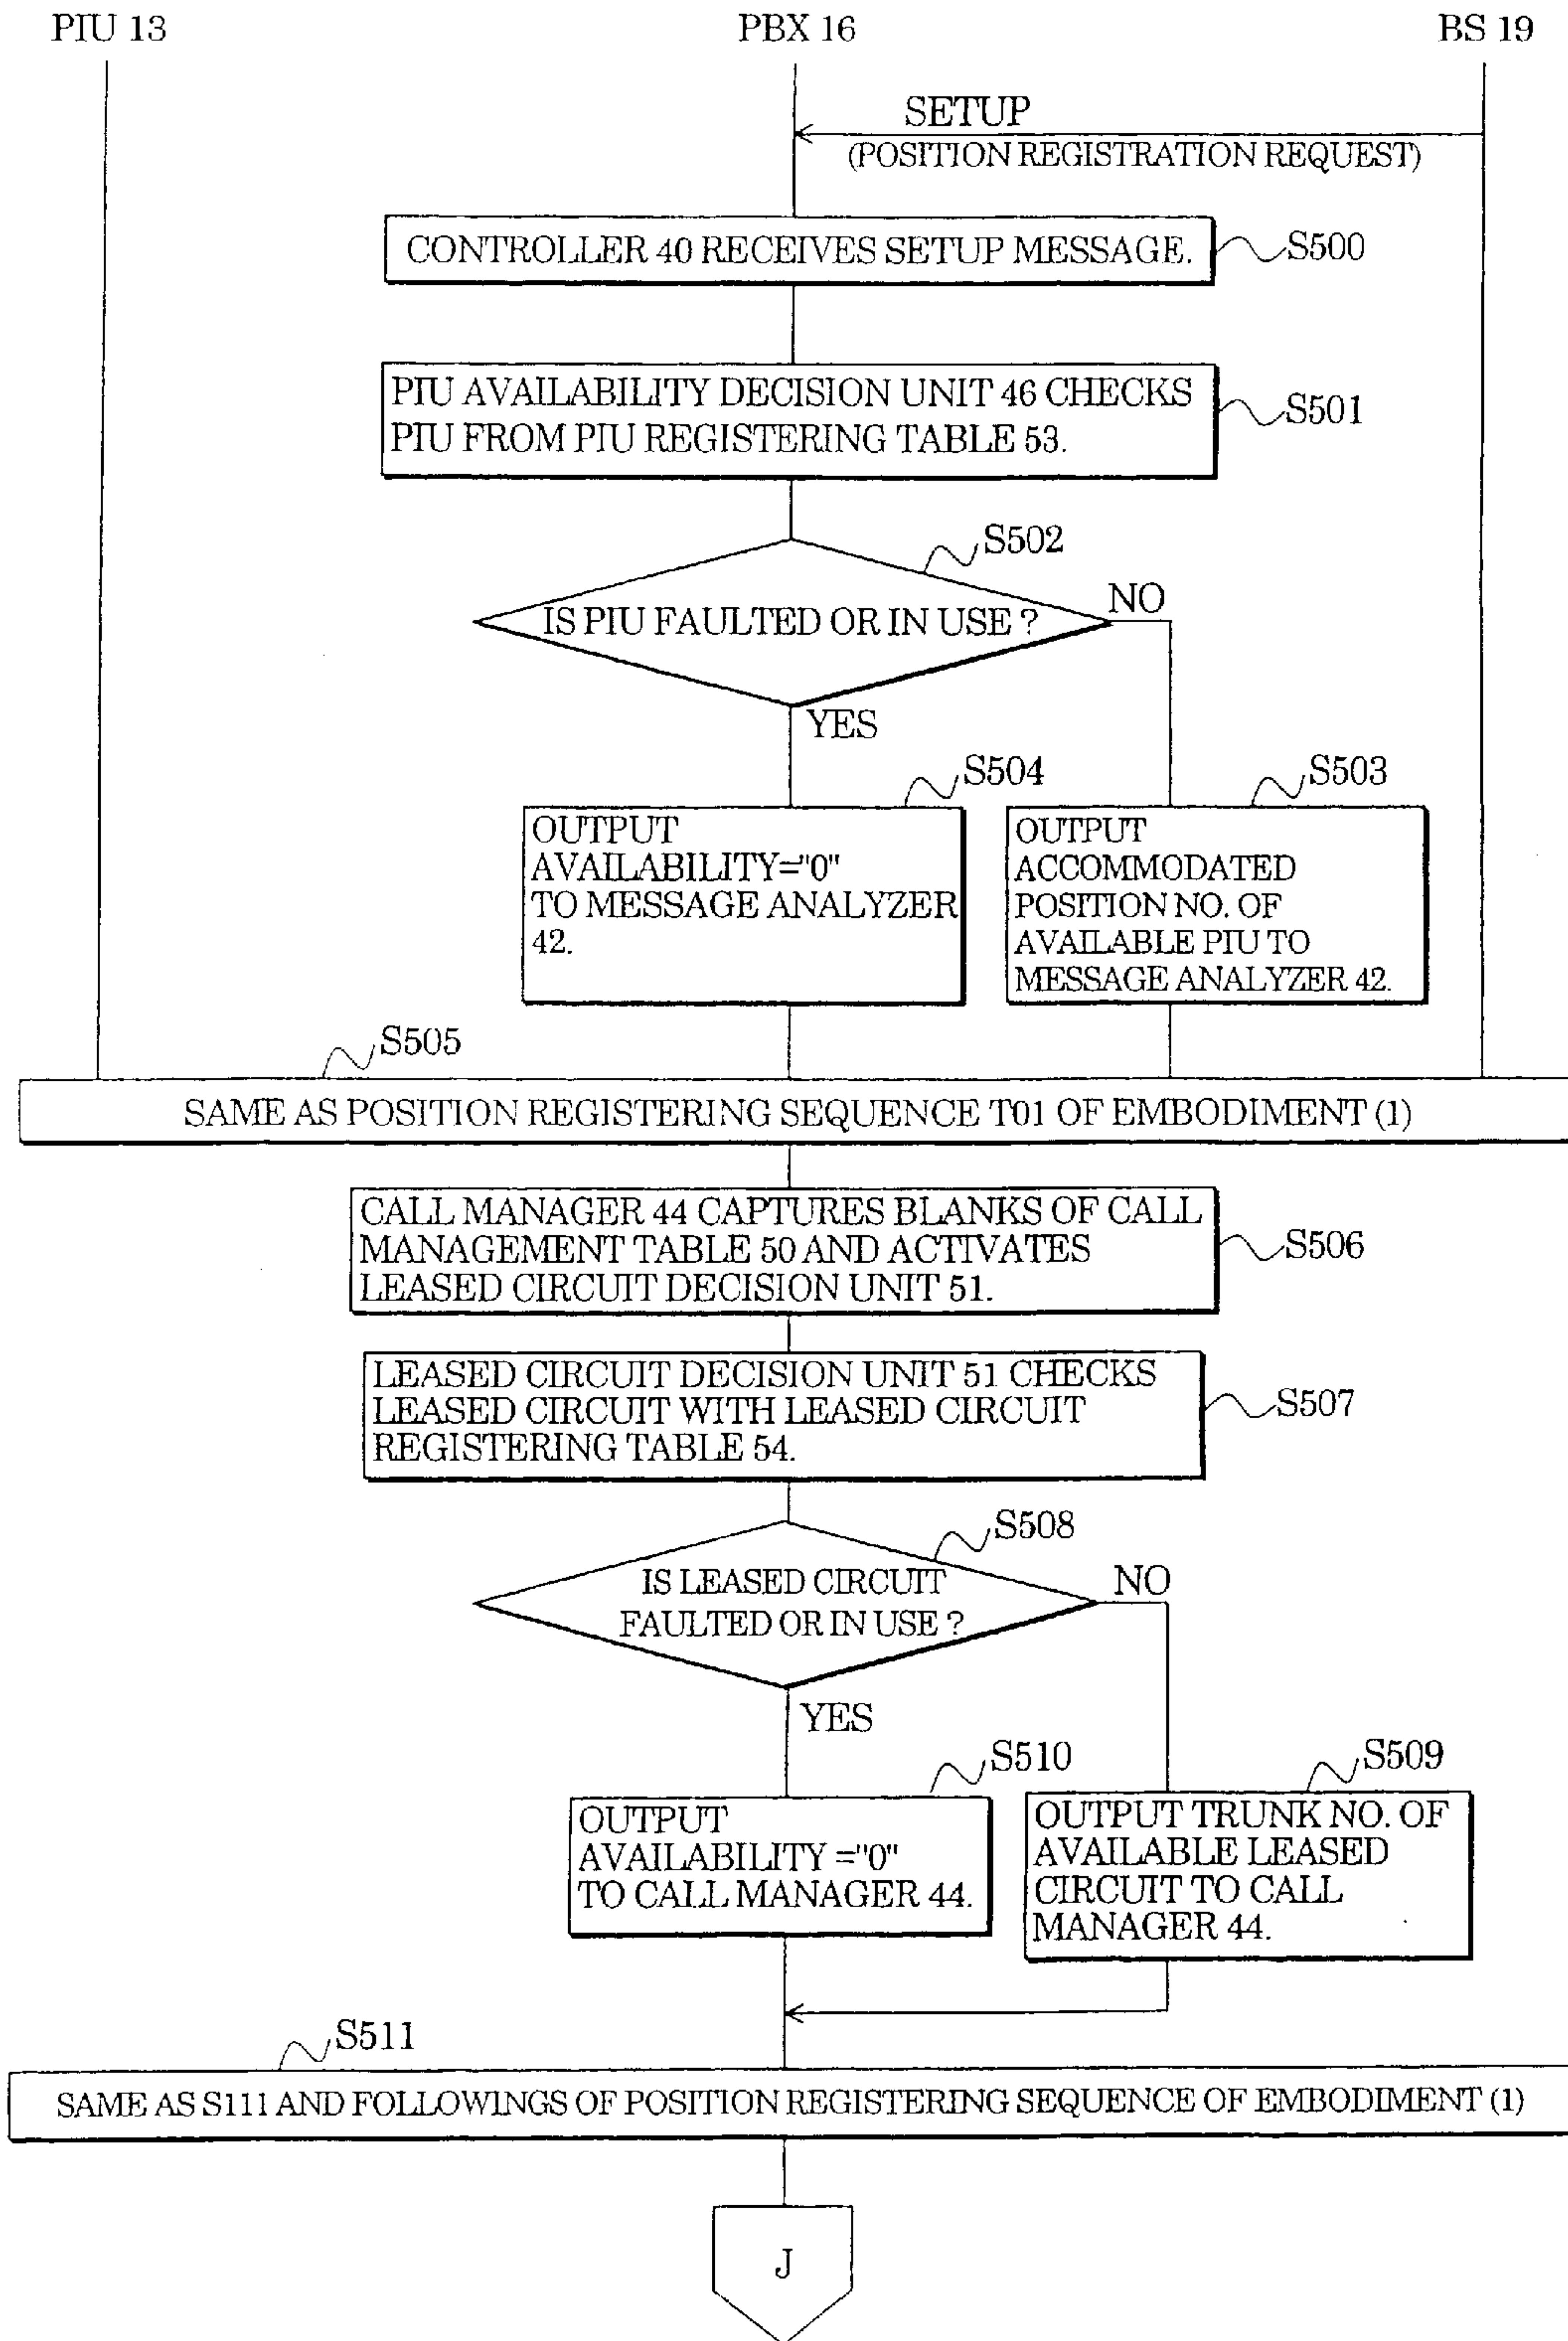 PIU 13
PBX 16
BS 19
SETUP
(POSITION REGISTRATION REQUEST)
CONTROLLER 40 RECEIVES SETUP MESSAGE.
S500
PIU AVAILABILITY DECISION UNIT 46 CHECKS
PIU FROM PIU REGISTERING TABLE 53.
S501
S502
IS PIU FAULTED OR IN USE ?
NO
YES
S504
S503
OUTPUT
AVAILABILITY="0"
TO MESSAGE ANALYZER
42.
OUTPUT
ACCOMMODATED
POSITION NO. OF
AVAILABLE PIU TO
MESSAGE ANALYZER 42.
S505
SAME AS POSITION REGISTERING SEQUENCE T01 OF EMBODIMENT (1)
CALL MANAGER 44 CAPTURES BLANKS OF CALL
MANAGEMENT TABLE 50 AND ACTIVATES
LEASED CIRCUIT DECISION UNIT 51.
S506
LEASED CIRCUIT DECISION UNIT 51 CHECKS
LEASED CIRCUIT WITH LEASED CIRCUIT
REGISTERING TABLE 54.
S507
S508
IS LEASED CIRCUIT
FAULTED OR IN USE ?
NO
YES
S510
S509
OUTPUT
AVAILABILITY ="0"
TO CALL MANAGER 44.
OUTPUT TRUNK NO. OF
AVAILABLE LEASED
CIRCUIT TO CALL
MANAGER 44.
S511
SAME AS S111 AND FOLLOWINGS OF POSITION REGISTERING SEQUENCE OF EMBODIMENT (1)
J